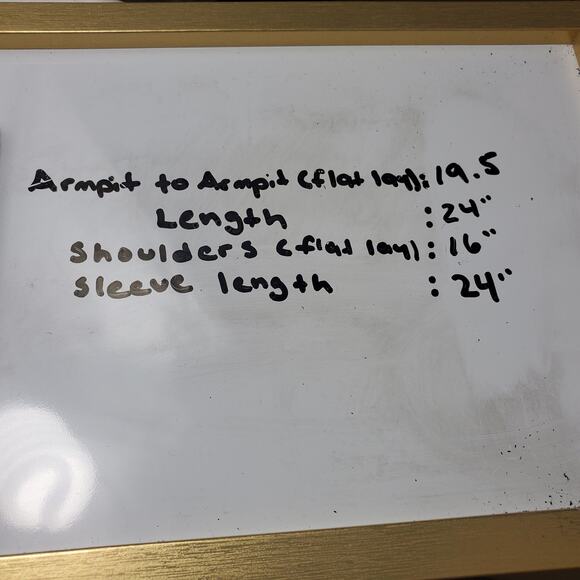 Armpit to Armpit (flat lay): 19.5
Length : 24"
Shoulders (flat lay): 16"
Sleeve length : 24"